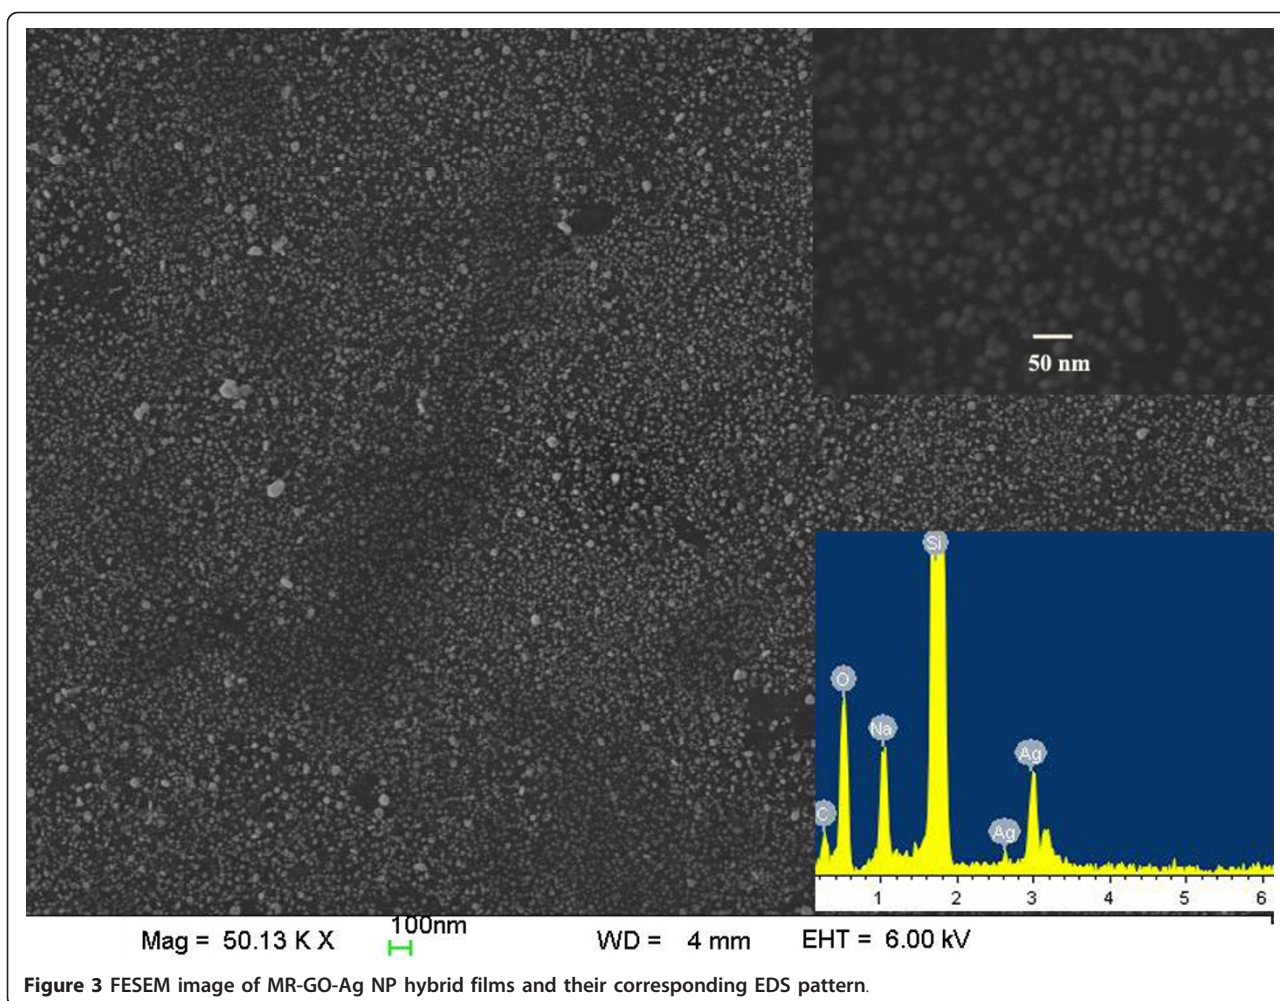 50 nm
Si
O
Na
Ag
C
Ag
1 2 3 4 5 6
100nm
Mag = 50.13 K X WD = 4 mm EHT = 6.00 kV
Figure 3 FESEM image of MR-GO-Ag NP hybrid films and their corresponding EDS pattern.